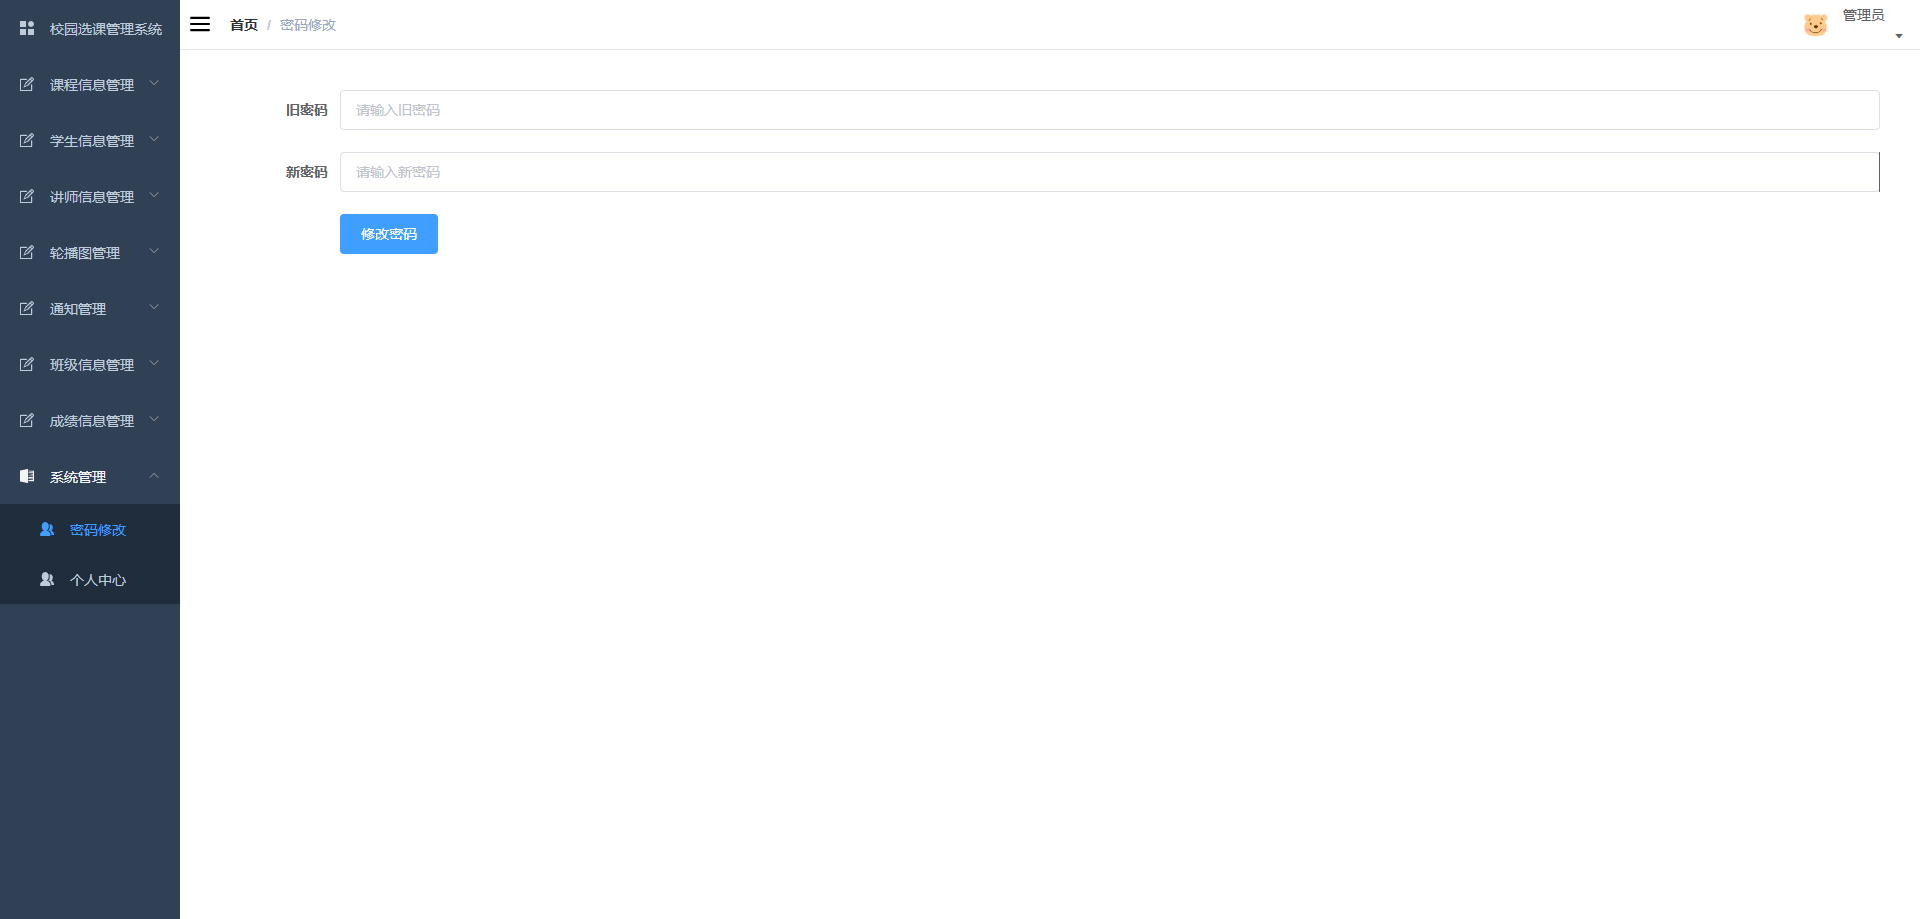 校园选课管理系统
课程信息管理
学生信息管理
讲师信息管理
轮播图管理
通知管理
班级信息管理
成绩信息管理
系统管理
密码修改
个人中心
首页 / 密码修改
管理员
旧密码 请输入旧密码
新密码 请输入新密码
修改密码